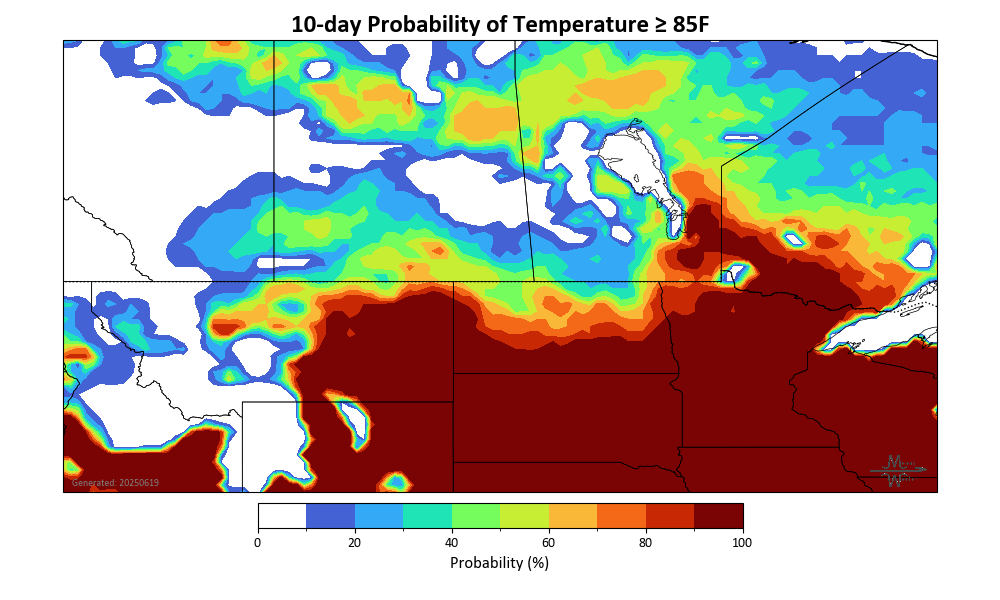 10-day Probability of Temperature ≥ 85F
Generated: 20250619
0 20 40 60 80 100
Probability (%)